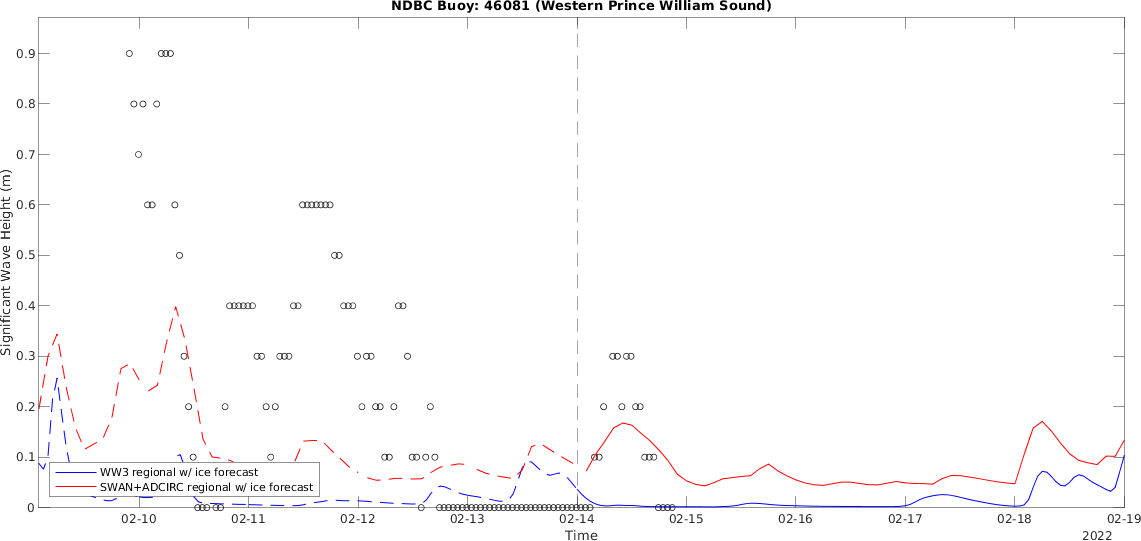 NDBC Buoy: 46081 (Western Prince William Sound)
Significant Wave Height (m)
0.9
0.8
0.7
0.6
0.5
0.4
0.3
0.2
0.1
0
WW3 regional w/ ice forecast
SWAN+ADCIRC regional w/ ice forecast
02-10 02-11 02-12 02-13 02-14 02-15 02-16 02-17 02-18 02-19
Time
2022